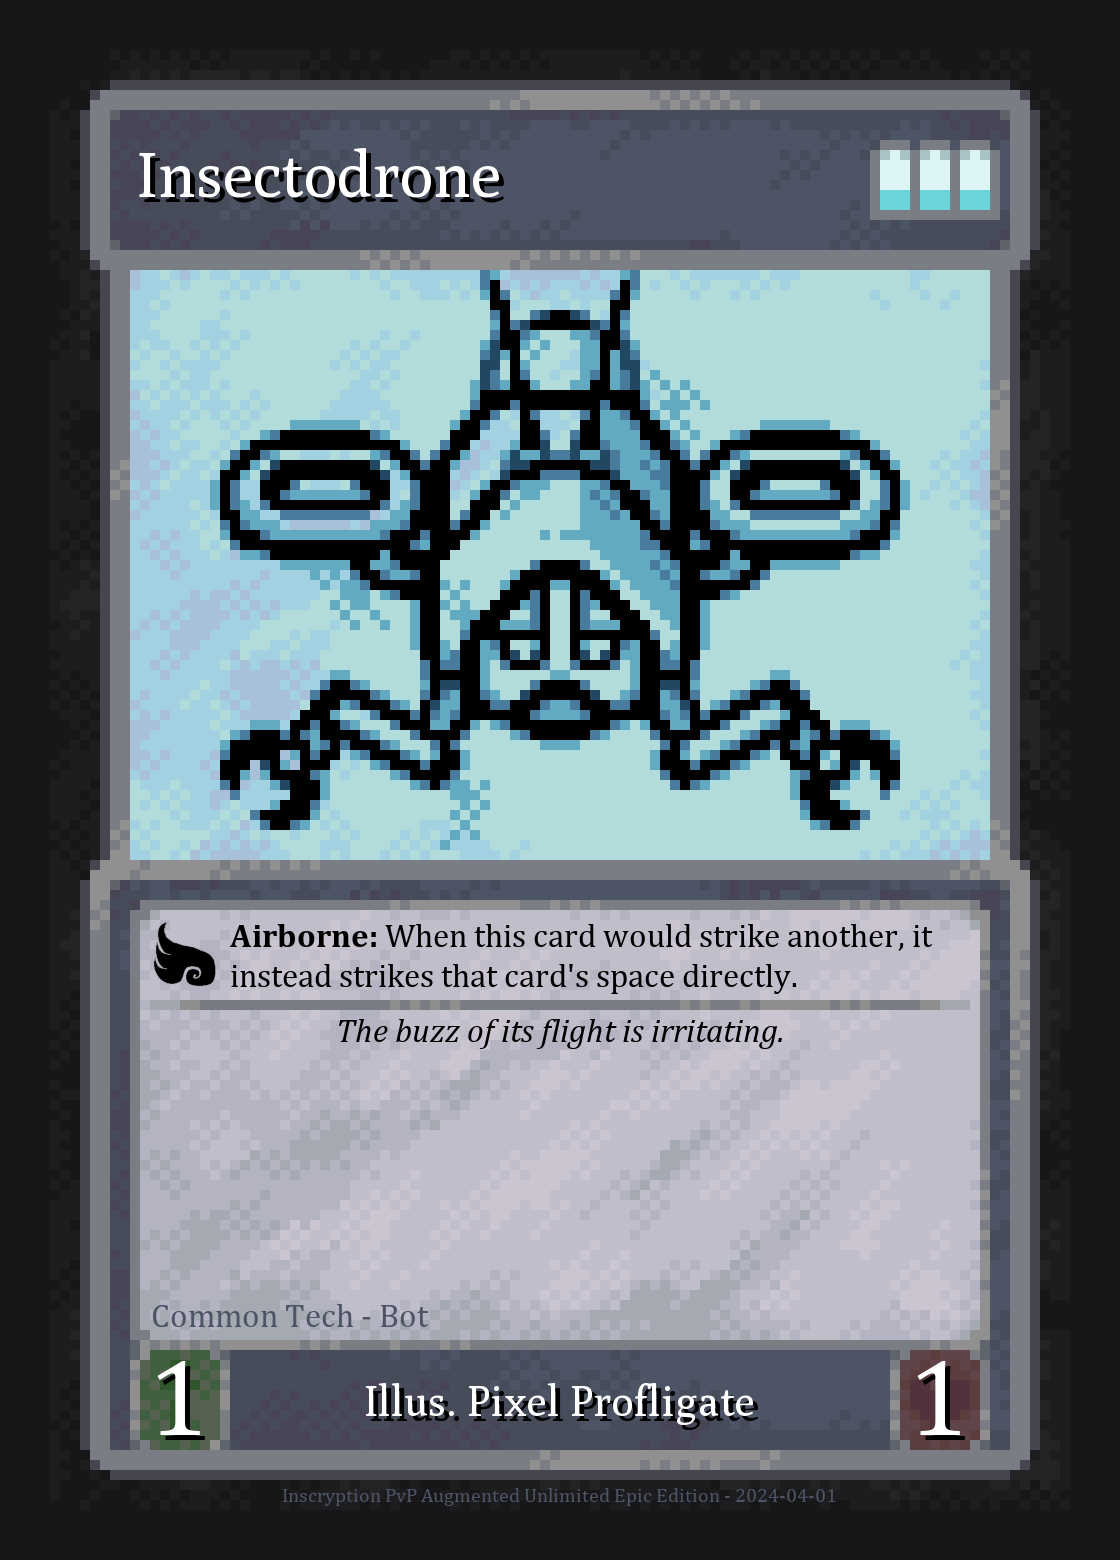 Insectodrone
Airborne: When this card would strike another, it
instead strikes that card's space directly.
The buzz of its flight is irritating.
Common Tech - Bot
1
Illus. Pixel Profligate
1
Inscryption PvP Augmented Unlimited Epic Edition - 2024-04-01